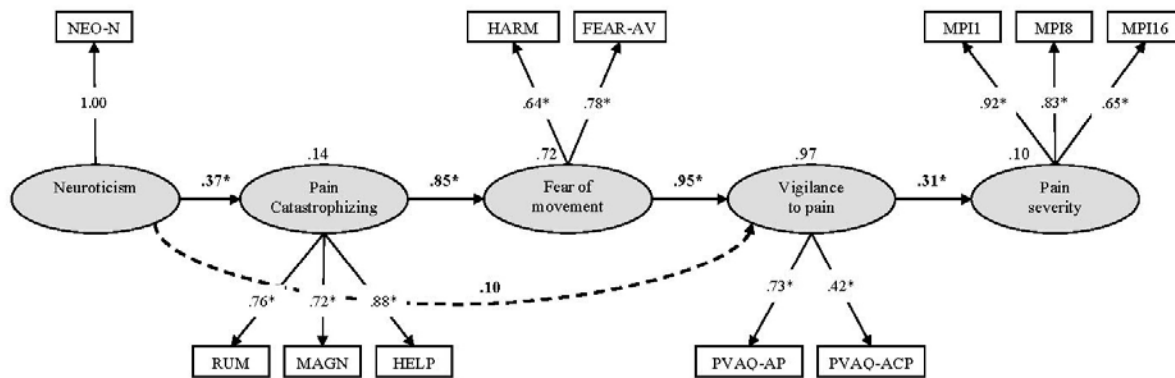 NEO-N
HARM
FEAR-AV
MPI1
MPI8
MPI16
1.00
.64*
.78*
.92*
.83*
.65*
.14
.72
.97
.10
Neuroticism
.37*
Pain
Catastrophizing
.85*
Fear of
movement
.95*
Vigilance
to pain
.31*
Pain
severity
.10
.76*
.72*
.88*
.73*
.42*
RUM
MAGN
HELP
PVAQ-AP
PVAQ-ACP